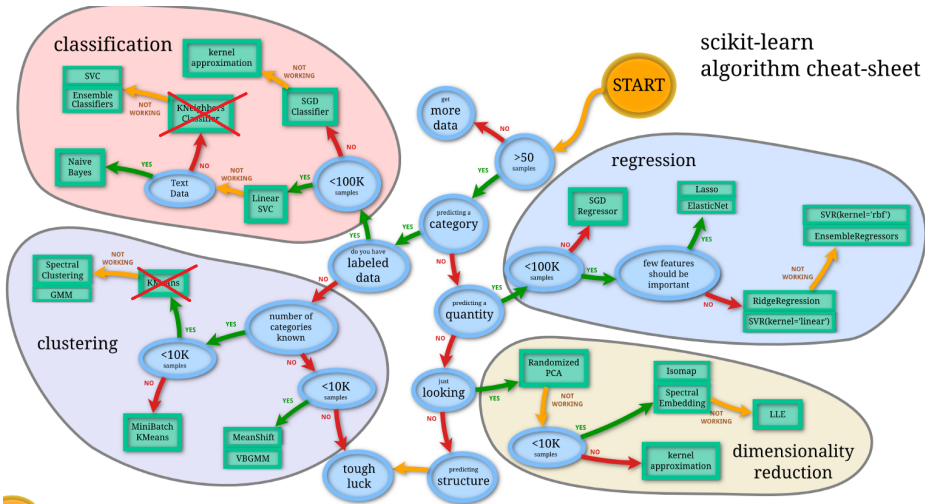 scikit-learn
algorithm cheat-sheet
classification
kernel
approximation
NOT
WORKING
SVC
Ensemble
Classifiers
NOT
WORKING
KNeighbors
Classifier
SGD
Classifier
START
get
more
data
NO
>50
samples
YES
NO
NO
YES
Naive
Bayes
Text
Data
NOT
WORKING
Linear
SVC
YES
<100K
samples
predicting a
category
YES
YES
do you have
labeled
data
NO
NO
regression
SGD
Regressor
Lasso
ElasticNet
SVR(kernel='rbf')
EnsembleRegressors
NO
YES
NOT
WORKING
<100K
samples
YES
few features
should be
important
NO
RidgeRegression
SVR(kernel='linear')
predicting a
quantity
YES
NO
clustering
Spectral
Clustering
GMM
NOT
WORKING
KMeans
YES
<10K
samples
YES
number of
categories
known
NO
NO
<10K
samples
MiniBatch
KMeans
YES
MeanShift
VBGMM
NO
tough
luck
just
looking
YES
NO
predicting
structure
Randomized
PCA
NOT
WORKING
<10K
samples
YES
NO
Isomap
Spectral
Embedding
NOT
WORKING
LLE
kernel
approximation
dimensionality
reduction